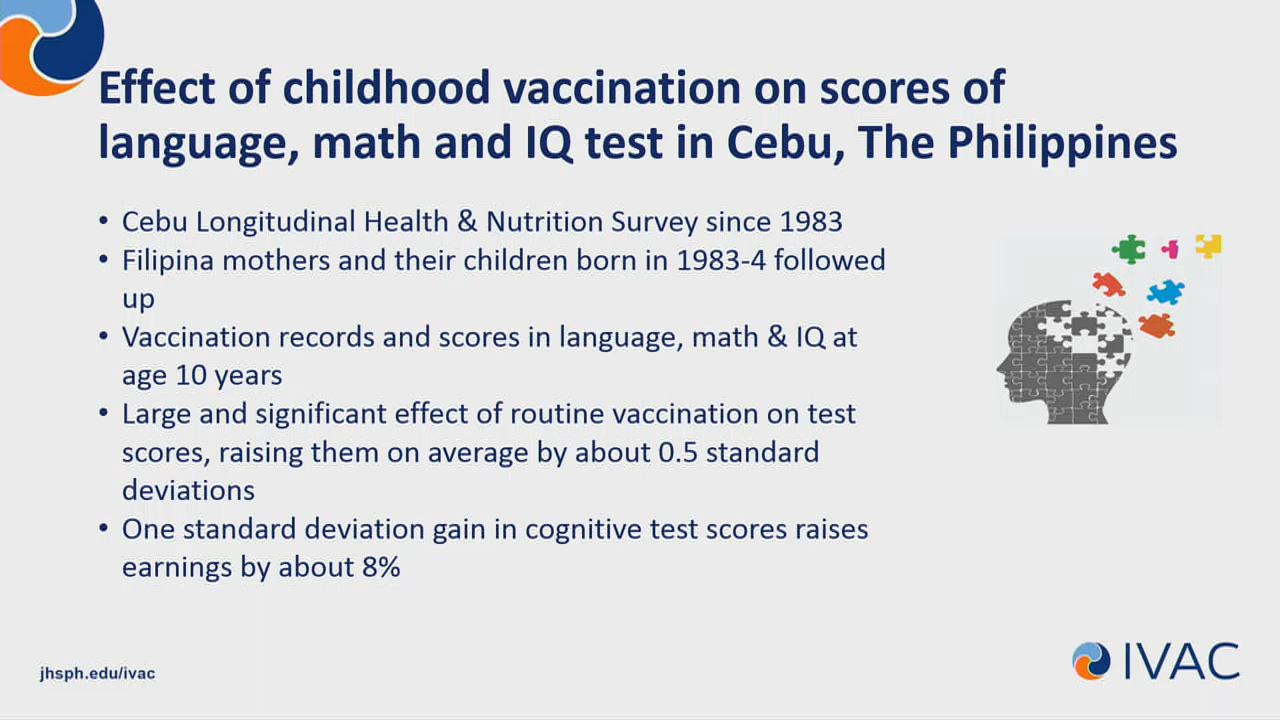 Effect of childhood vaccination on scores of
language, math and IQ test in Cebu, The Philippines
• Cebu Longitudinal Health & Nutrition Survey since 1983
• Filipina mothers and their children born in 1983-4 followed
up
• Vaccination records and scores in language, math & IQ at
age 10 years
• Large and significant effect of routine vaccination on test
scores, raising them on average by about 0.5 standard
deviations
• One standard deviation gain in cognitive test scores raises
earnings by about 8%
jhsph.edu/ivac
IVAC